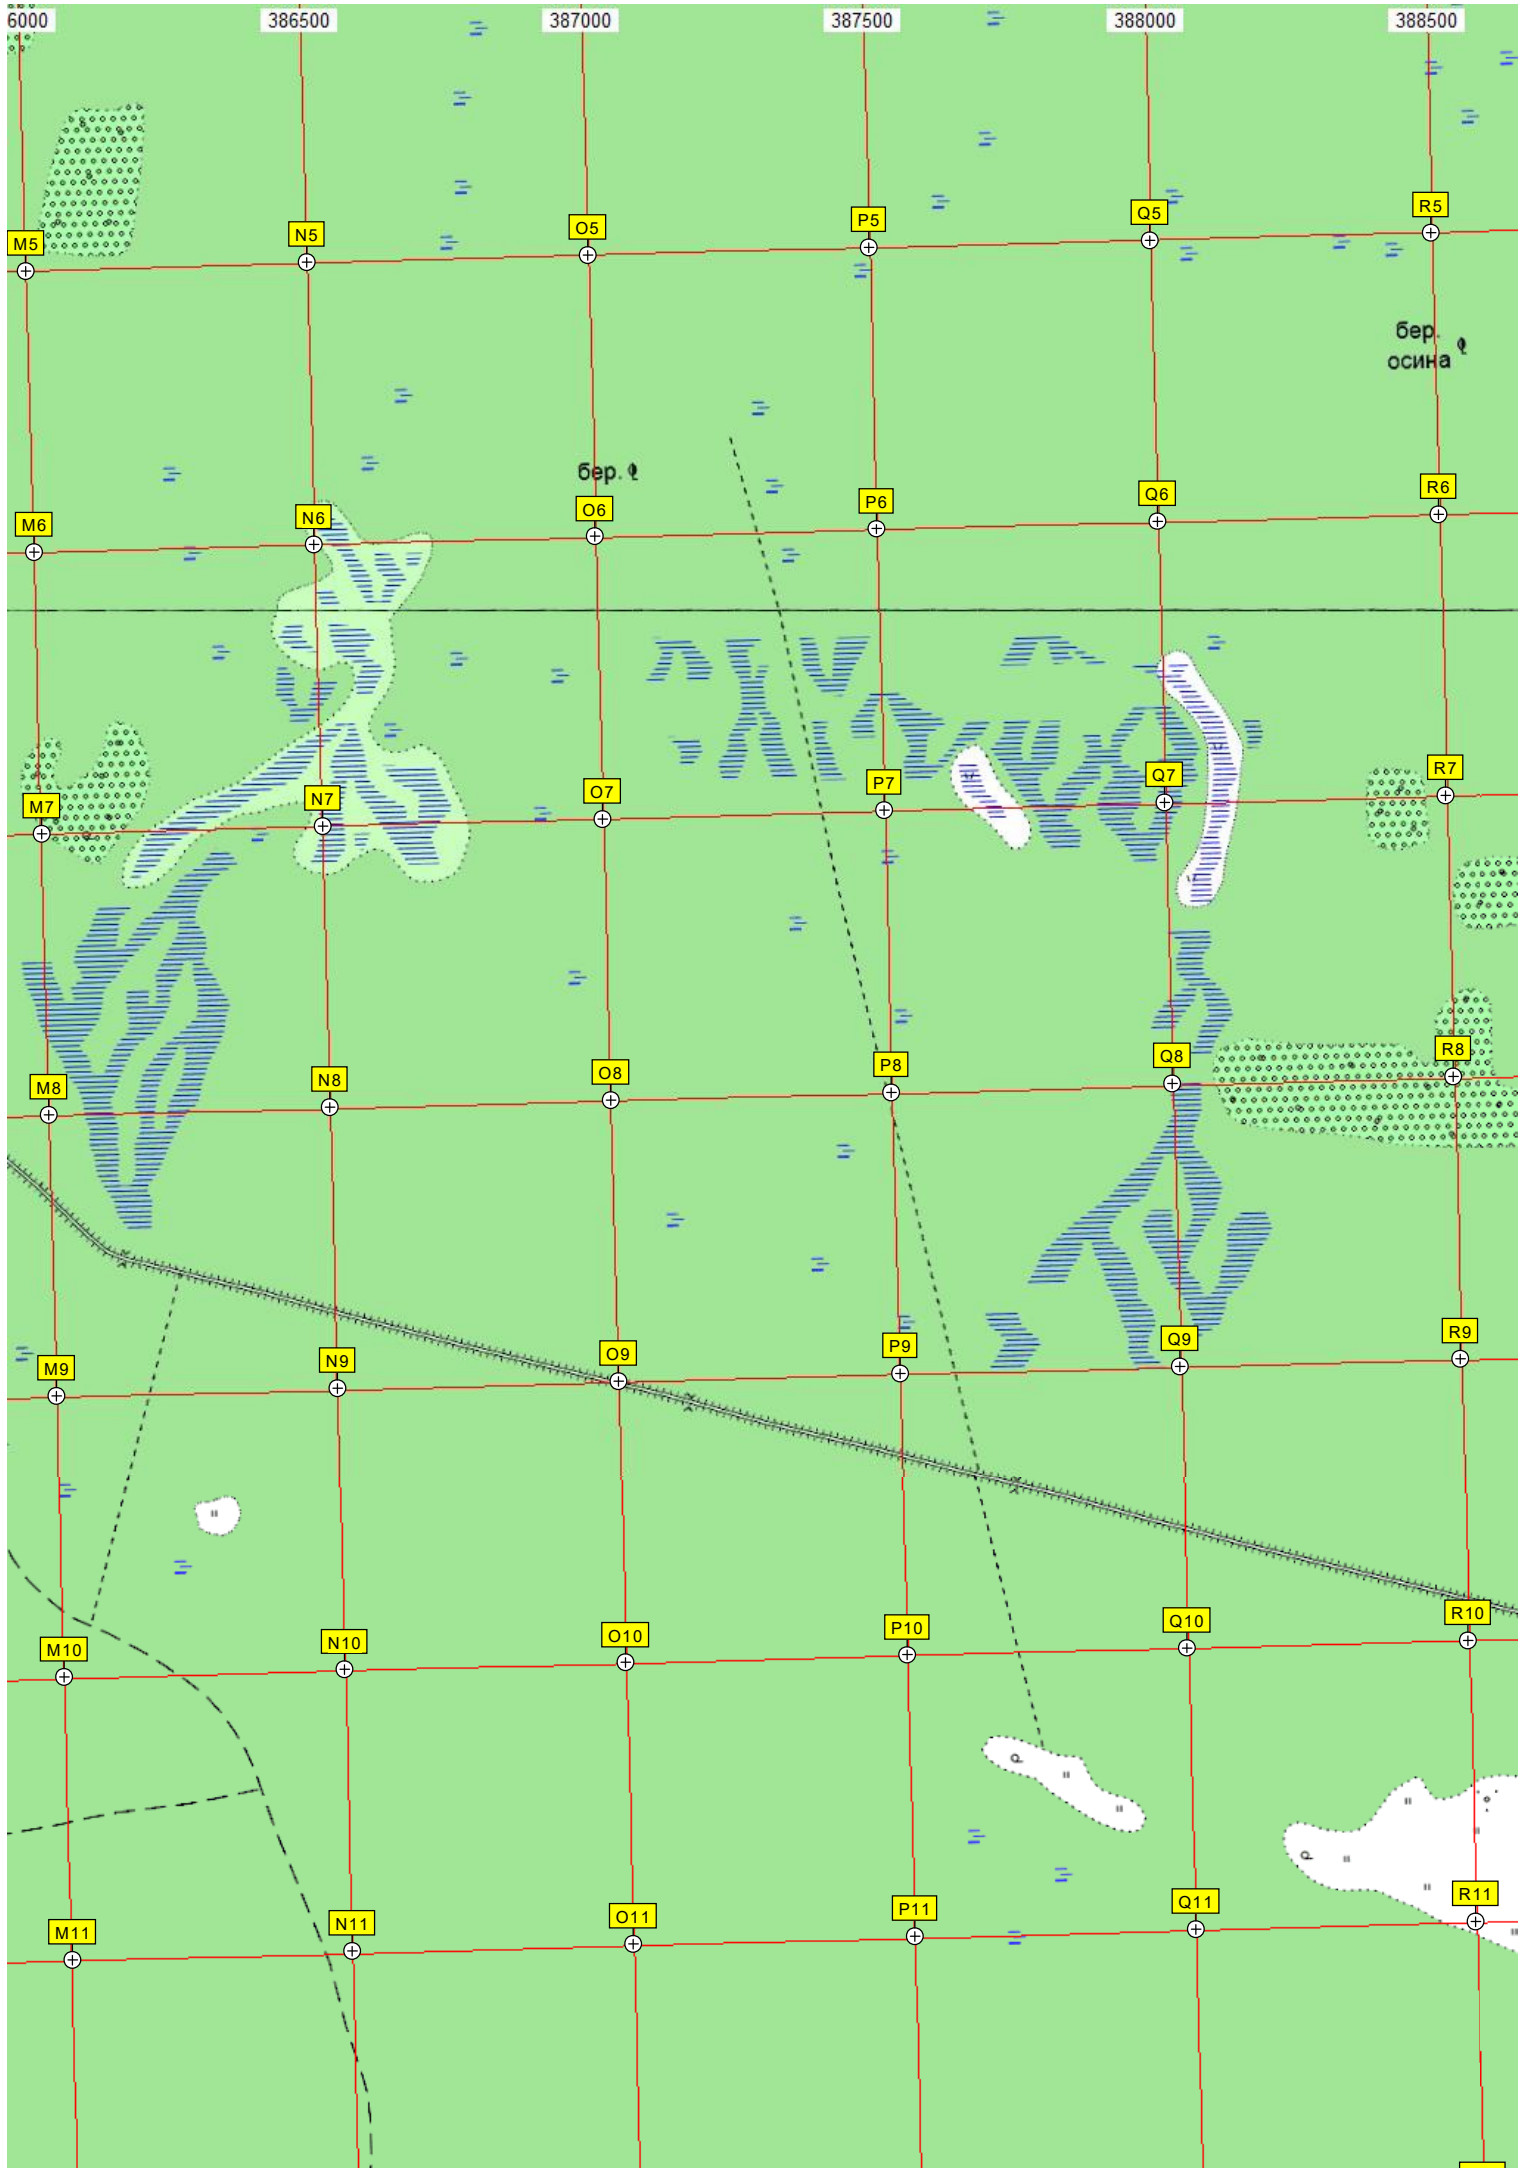 6000 386500 387000 387500 388000 388500
M5 N5 O5 P5 Q5 R5
бер.
осина
бер.
M6 N6 O6 P6 Q6 R6
M7 N7 O7 P7 Q7 R7
M8 N8 O8 P8 Q8 R8
M9 N9 O9 P9 Q9 R9
M10 N10 O10 P10 Q10 R10
M11 N11 O11 P11 Q11 R11